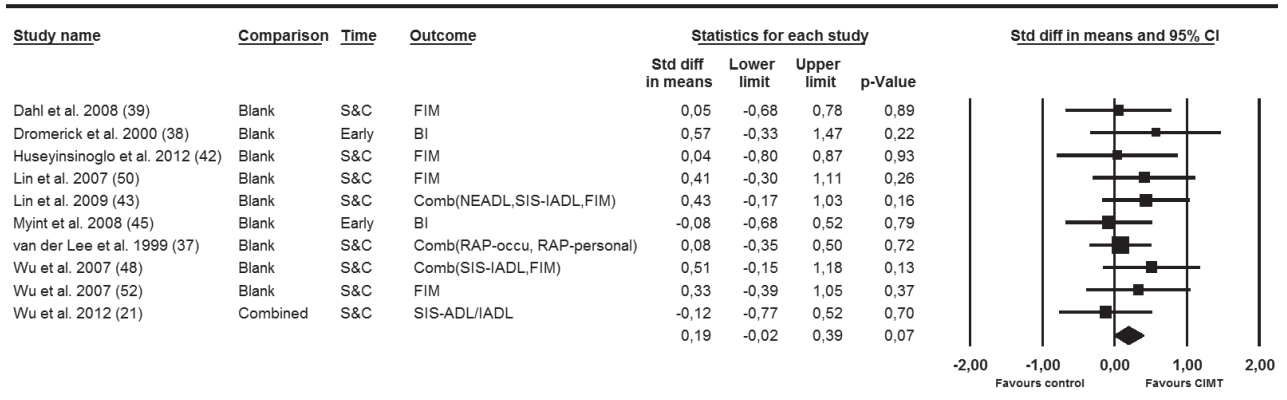 Study name Comparison Time Outcome Statistics for each study Std diff in means and 95% CI
Std diff in means Lower limit Upper limit p-Value
Dahl et al. 2008 (39) Blank S&C FIM 0,05 -0,68 0,78 0,89
Dromerick et al. 2000 (38) Blank Early BI 0,57 -0,33 1,47 0,22
Huseyinsinoglo et al. 2012 (42) Blank S&C FIM 0,04 -0,80 0,87 0,93
Lin et al. 2007 (50) Blank S&C FIM 0,41 -0,30 1,11 0,26
Lin et al. 2009 (43) Blank S&C Comb(NEADL,SIS-IADL,FIM) 0,43 -0,17 1,03 0,16
Myint et al. 2008 (45) Blank Early BI -0,08 -0,68 0,52 0,79
van der Lee et al. 1999 (37) Blank S&C Comb(RAP-occu, RAP-personal) 0,08 -0,35 0,50 0,72
Wu et al. 2007 (48) Blank S&C Comb(SIS-IADL,FIM) 0,51 -0,15 1,18 0,13
Wu et al. 2007 (52) Blank S&C FIM 0,33 -0,39 1,05 0,37
Wu et al. 2012 (21) Combined S&C SIS-ADL/IADL -0,12 -0,77 0,52 0,70
0,19 -0,02 0,39 0,07
-2,00 -1,00 0,00 1,00 2,00
Favours control Favours CIMT